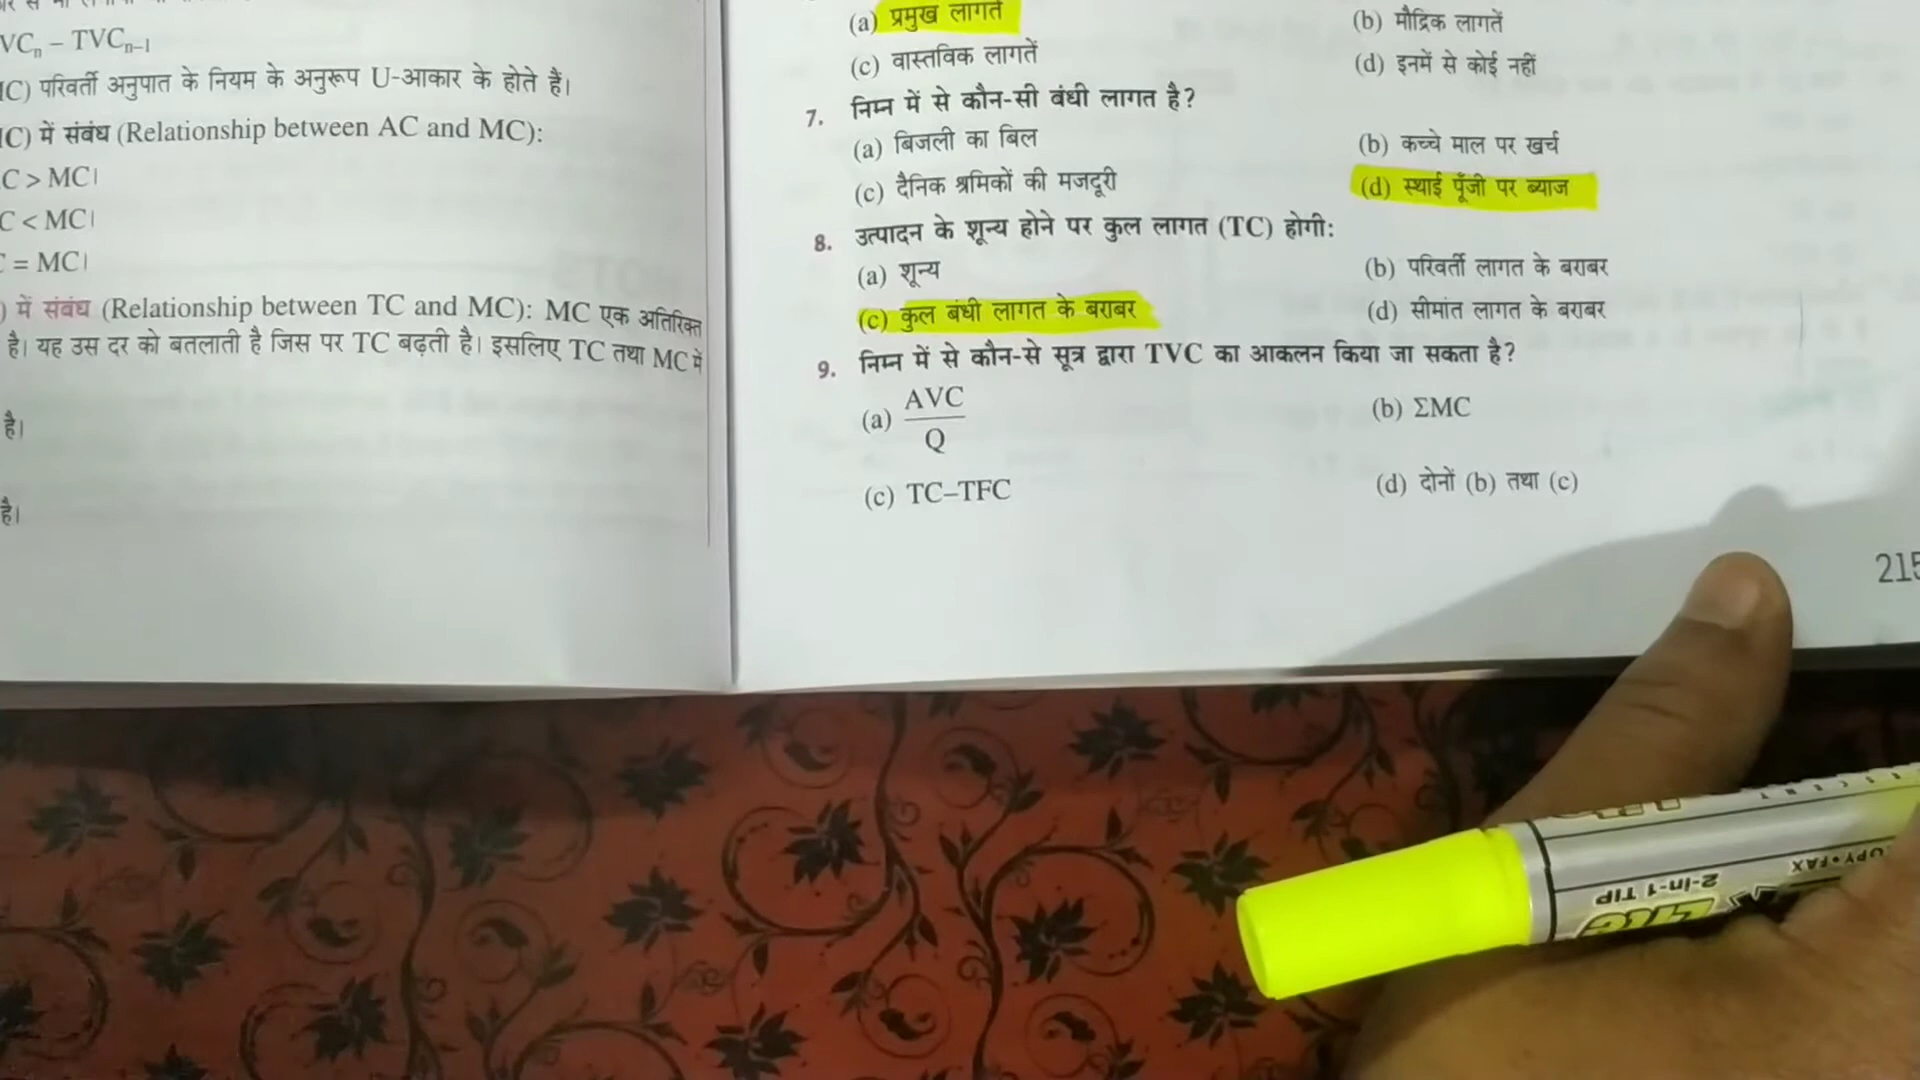 VCₙ – TVCₙ₋₁
परिवर्ती अनुपात के नियम के अनुरूप U-आकार के होते हैं।
C) में संबंध (Relationship between AC and MC):
C > MC।
C < MC।
= MC।
) में संबंध (Relationship between TC and MC): MC एक अतिरिक्त
है। यह उस दर को बतलाती है जिस पर TC बढ़ती है। इसलिए TC तथा MC में
है।
है।
(a) प्रमुख लागतें
(b) मौद्रिक लागतें
(c) वास्तविक लागतें
(d) इनमें से कोई नहीं
7. निम्न में से कौन-सी बंधी लागत है?
(a) बिजली का बिल
(b) कच्चे माल पर खर्च
(c) दैनिक श्रमिकों की मजदूरी
(d) स्थाई पूँजी पर ब्याज
8. उत्पादन के शून्य होने पर कुल लागत (TC) होगी:
(a) शून्य
(b) परिवर्ती लागत के बराबर
(c) कुल बंधी लागत के बराबर
(d) सीमांत लागत के बराबर
9. निम्न में से कौन-से सूत्र द्वारा TVC का आकलन किया जा सकता है?
(a) AVC
Q
(b) ΣMC
(c) TC–TFC
(d) दोनों (b) तथा (c)
215
2-in-1 TIP